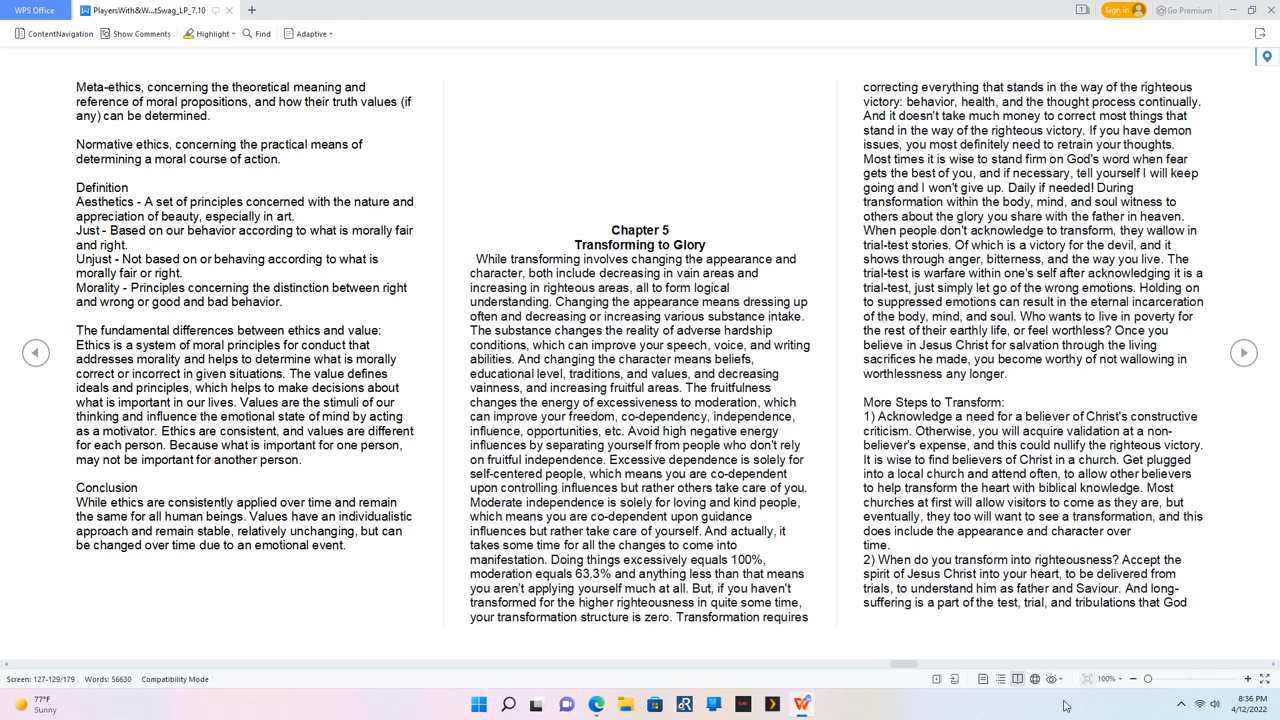 WPS Office
PlayersWith&W...tSwag_LP_7.10
1
Sign in
Go Premium
ContentNavigation
Show Comments
Highlight
Find
Adaptive
Meta-ethics, concerning the theoretical meaning and
reference of moral propositions, and how their truth values (if
any) can be determined.
Normative ethics, concerning the practical means of
determining a moral course of action.
Definition
Aesthetics - A set of principles concerned with the nature and
appreciation of beauty, especially in art.
Just - Based on our behavior according to what is morally fair
and right.
Unjust - Not based on or behaving according to what is
morally fair or right.
Morality - Principles concerning the distinction between right
and wrong or good and bad behavior.
The fundamental differences between ethics and value:
Ethics is a system of moral principles for conduct that
addresses morality and helps to determine what is morally
correct or incorrect in given situations. The value defines
ideals and principles, which helps to make decisions about
what is important in our lives. Values are the stimuli of our
thinking and influence the emotional state of mind by acting
as a motivator. Ethics are consistent, and values are different
for each person. Because what is important for one person,
may not be important for another person.
Conclusion
While ethics are consistently applied over time and remain
the same for all human beings. Values have an individualistic
approach and remain stable, relatively unchanging, but can
be changed over time due to an emotional event.
Chapter 5
Transforming to Glory
While transforming involves changing the appearance and
character, both include decreasing in vain areas and
increasing in righteous areas, all to form logical
understanding. Changing the appearance means dressing up
often and decreasing or increasing various substance intake.
The substance changes the reality of adverse hardship
conditions, which can improve your speech, voice, and writing
abilities. And changing the character means beliefs,
educational level, traditions, and values, and decreasing
vainness, and increasing fruitful areas. The fruitfulness
changes the energy of excessiveness to moderation, which
can improve your freedom, co-dependency, independence,
influence, opportunities, etc. Avoid high negative energy
influences by separating yourself from people who don't rely
on fruitful independence. Excessive dependence is solely for
self-centered people, which means you are co-dependent
upon controlling influences but rather others take care of you.
Moderate independence is solely for loving and kind people,
which means you are co-dependent upon guidance
influences but rather take care of yourself. And actually, it
takes some time for all the changes to come into
manifestation. Doing things excessively equals 100%,
moderation equals 63.3% and anything less than that means
you aren't applying yourself much at all. But, if you haven't
transformed for the higher righteousness in quite some time,
your transformation structure is zero. Transformation requires
correcting everything that stands in the way of the righteous
victory: behavior, health, and the thought process continually.
And it doesn't take much money to correct most things that
stand in the way of the righteous victory. If you have demon
issues, you most definitely need to retrain your thoughts.
Most times it is wise to stand firm on God's word when fear
gets the best of you, and if necessary, tell yourself I will keep
going and I won't give up. Daily if needed! During
transformation within the body, mind, and soul witness to
others about the glory you share with the father in heaven.
When people don't acknowledge to transform, they wallow in
trial-test stories. Of which is a victory for the devil, and it
shows through anger, bitterness, and the way you live. The
trial-test is warfare within one's self after acknowledging it is a
trial-test, just simply let go of the wrong emotions. Holding on
to suppressed emotions can result in the eternal incarceration
of the body, mind, and soul. Who wants to live in poverty for
the rest of their earthly life, or feel worthless? Once you
believe in Jesus Christ for salvation through the living
sacrifices he made, you become worthy of not wallowing in
worthlessness any longer.
More Steps to Transform:
1) Acknowledge a need for a believer of Christ's constructive
criticism. Otherwise, you will acquire validation at a non-
believer's expense, and this could nullify the righteous victory.
It is wise to find believers of Christ in a church. Get plugged
into a local church and attend often, to allow other believers
to help transform the heart with biblical knowledge. Most
churches at first will allow visitors to come as they are, but
eventually, they too will want to see a transformation, and this
does include the appearance and character over
time.
2) When do you transform into righteousness? Accept the
spirit of Jesus Christ into your heart, to be delivered from
trials, to understand him as father and Saviour. And long-
suffering is a part of the test, trial, and tribulations that God
Screen: 127-129/179
Words: 56630
Compatibility Mode
100%
77°F
Sunny
8:36 PM
4/12/2022